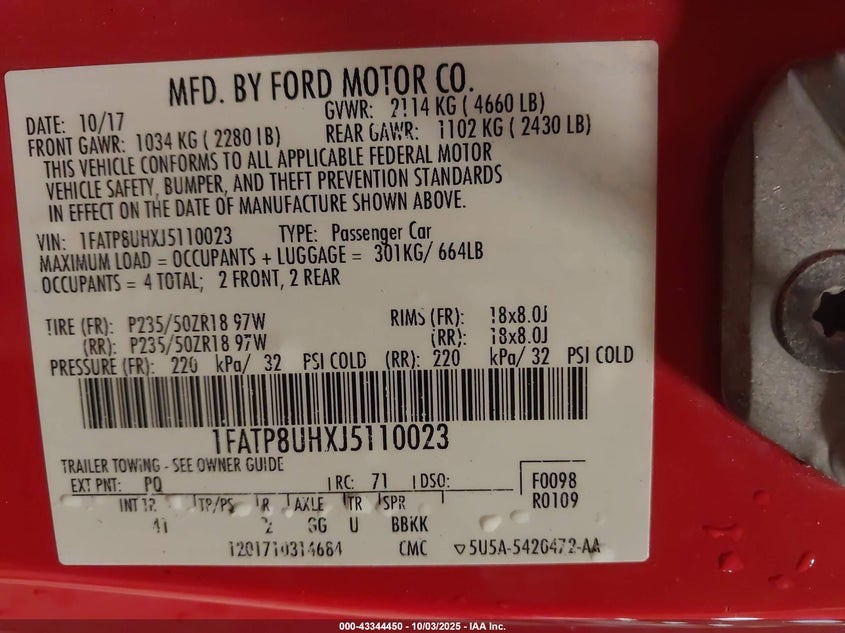 MFD. BY FORD MOTOR CO.
DATE: 10/17 GVWR: 2114 KG ( 4660 LB)
FRONT GAWR: 1034 KG ( 2280 lB) REAR GAWR: 1102 KG ( 2430 LB)
THIS VEHICLE CONFORMS TO ALL APPLICABLE FEDERAL MOTOR
VEHICLE SAFETY, BUMPER, AND THEFT PREVENTION STANDARDS
IN EFFECT ON THE DATE OF MANUFACTURE SHOWN ABOVE.
VIN: 1FATP8UHXJ5110023 TYPE: Passenger Car
MAXIMUM LOAD = OCCUPANTS + LUGGAGE = 301KG/ 664LB
OCCUPANTS = 4 TOTAL; 2 FRONT, 2 REAR
TIRE (FR): P235/50ZR18 97W RIMS (FR): 18x8.0J
(RR): P235/50ZR18 97W (RR): 18x8.0J
PRESSURE (FR): 220 kPa/ 32 PSI COLD (RR): 220 kPa/ 32 PSI COLD
1FATP8UHXJ5110023
TRAILER TOWING - SEE OWNER GUIDE
EXT PNT: PQ RC: 71 DSO: F0098
INT TR TP/PS R AXLE TR SPR R0109
41 2 GG U BBKK
CMC 5U5A-5420472-AA
000-43344450 - 10/03/2025 - IAA Inc.